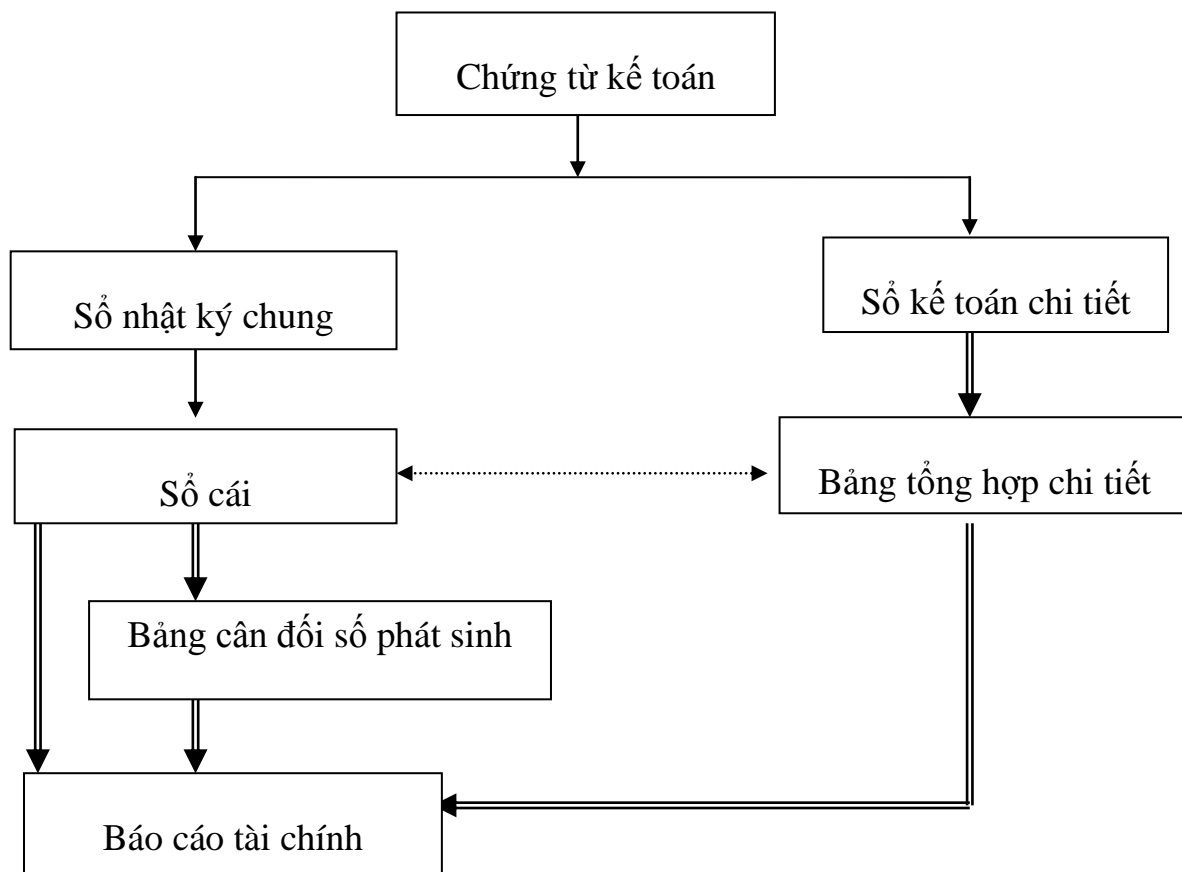 Chứng từ kế toán
Sổ nhật ký chung
Sổ kế toán chi tiết
Sổ cái
Bảng tổng hợp chi tiết
Bảng cân đối số phát sinh
Báo cáo tài chính